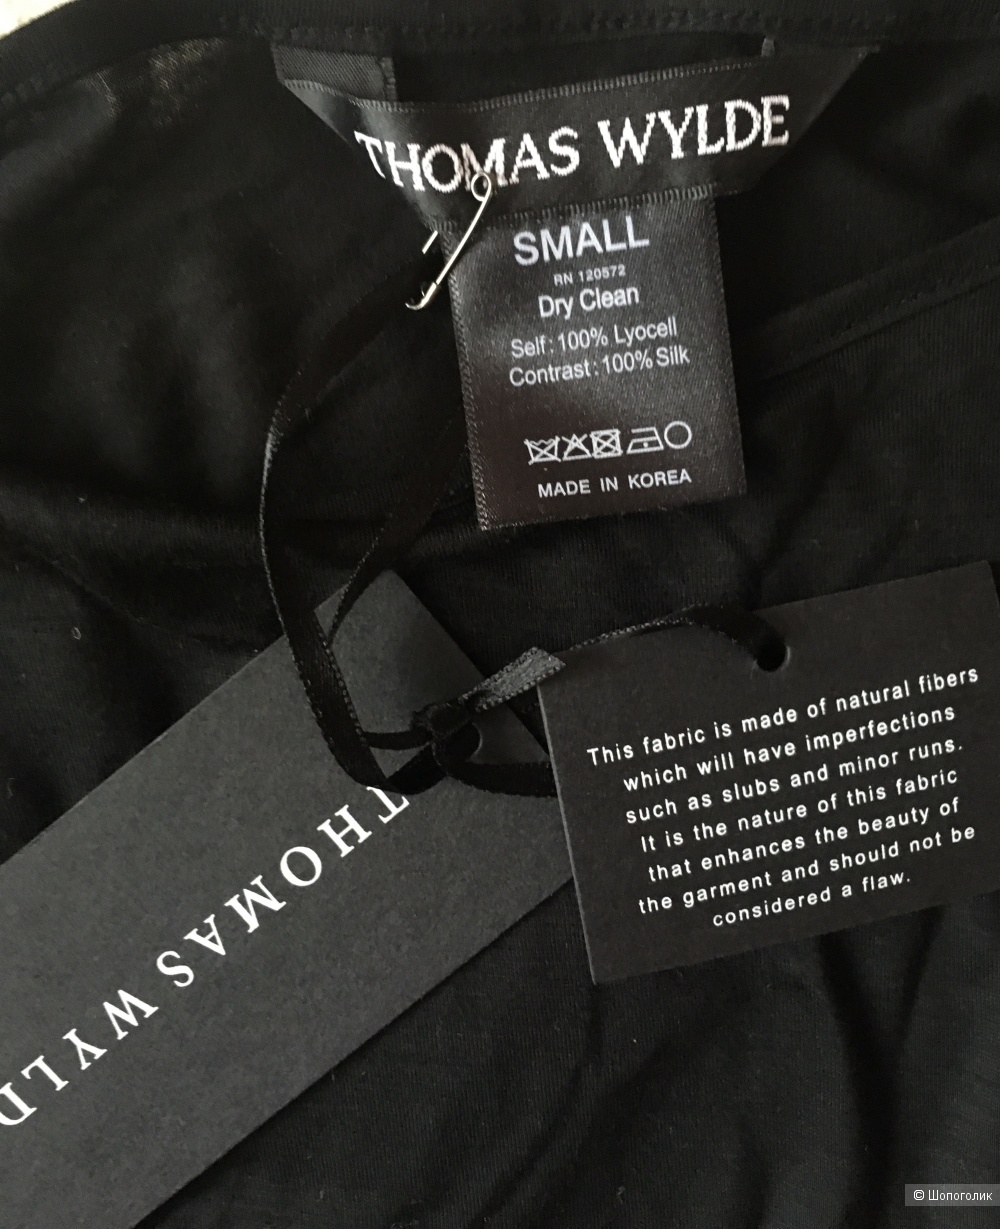 THOMAS WYLDE
SMALL
RN 120572
Dry Clean
Self: 100% Lyocell
Contrast: 100% Silk
MADE IN KOREA
This fabric is made of natural fibers
which will have imperfections
such as slubs and minor runs.
It is the nature of this fabric
that enhances the beauty of
the garment and should not be
considered a flaw.
THOMAS WYLD
© Шопоголик